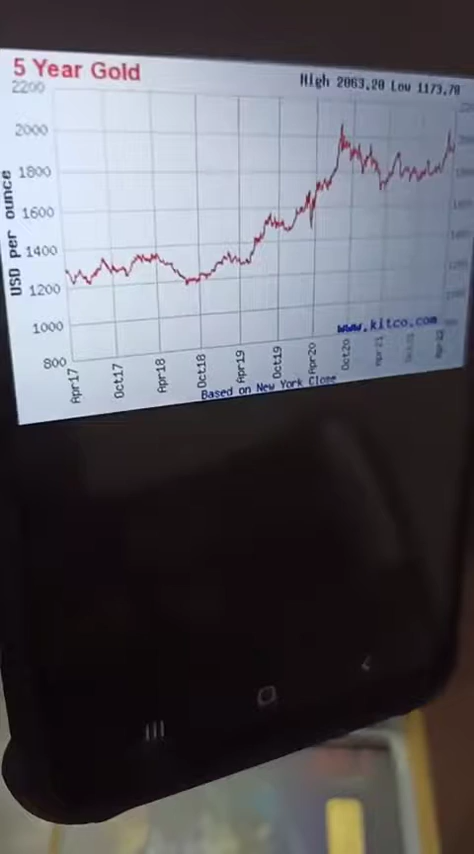 5 Year Gold
High 2063.20 Low 1173.70
2200
2000
1800
1600
1400
1200
1000
800
USD per ounce
www.kitco.com
Apr17
Oct17
Apr18
Oct18
Apr19
Oct19
Apr20
Oct20
Apr21
Based on New York Close